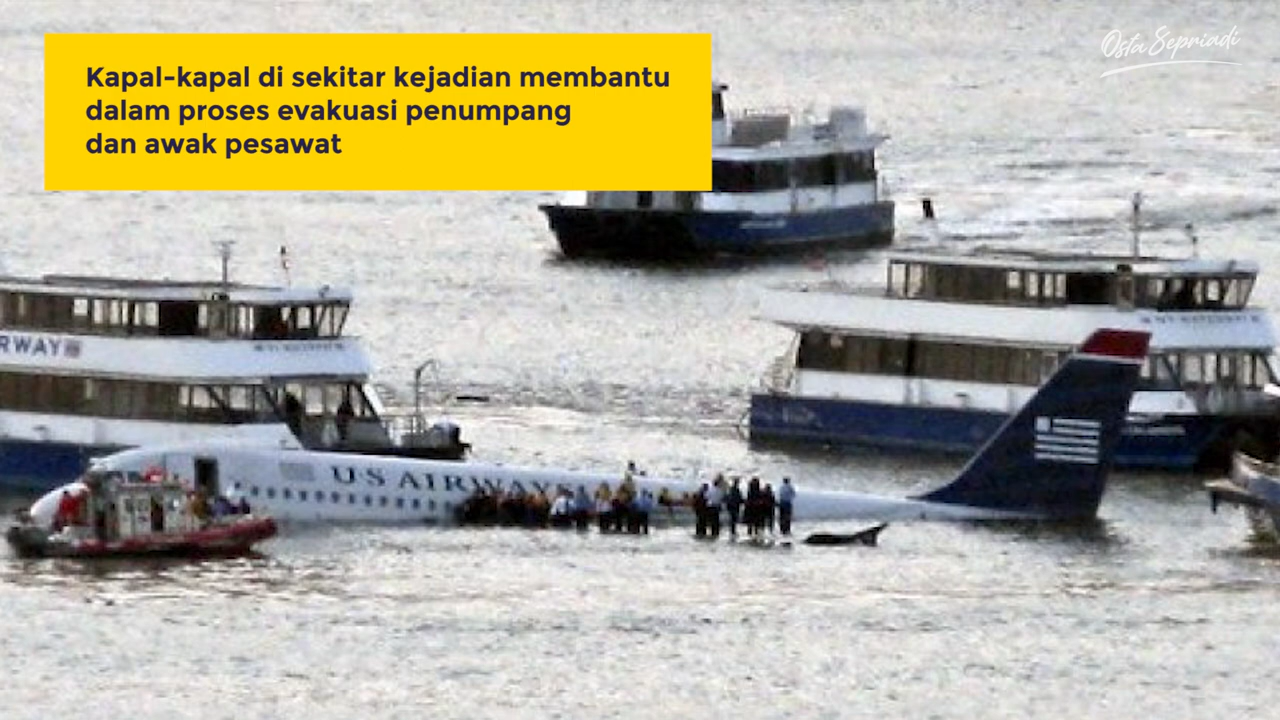 Kapal-kapal di sekitar kejadian membantu
dalam proses evakuasi penumpang
dan awak pesawat
Osta Sepriadi
RWAY
US AIRWAYS